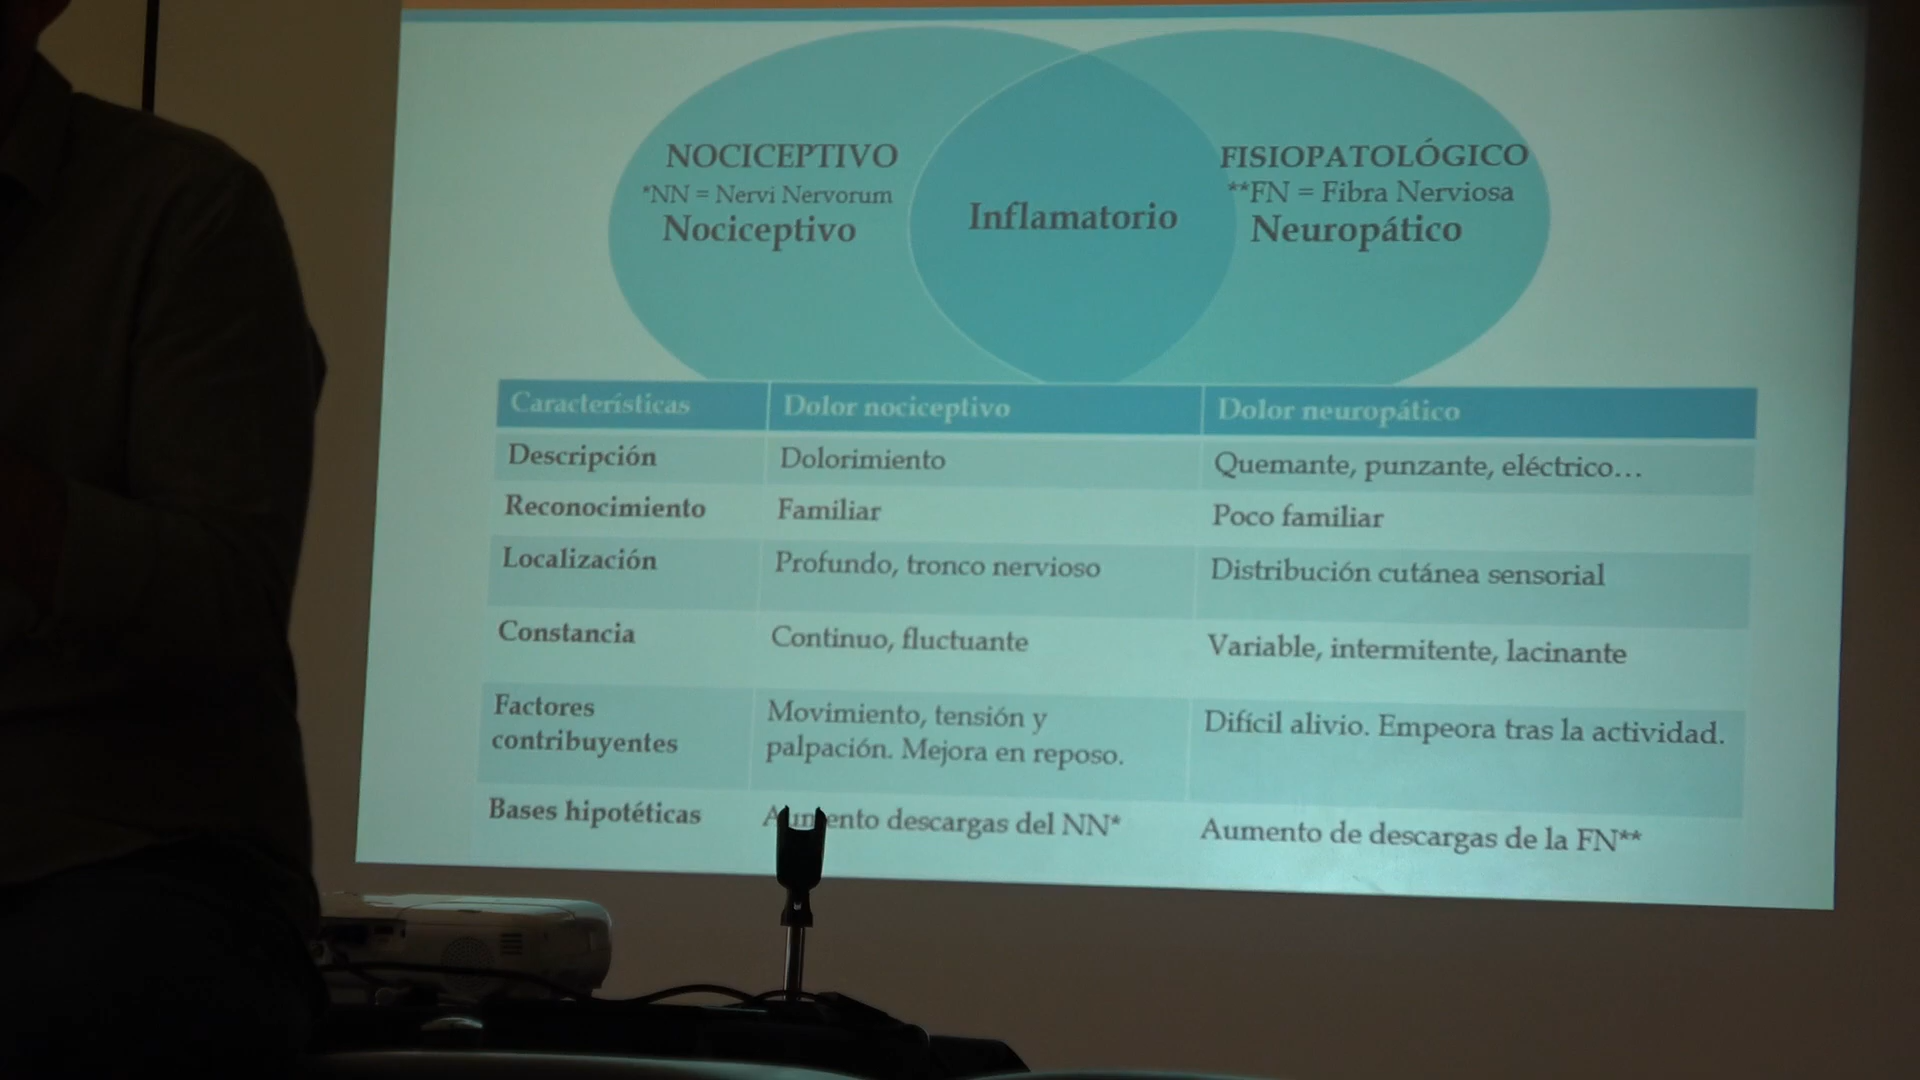 NOCICEPTIVO
*NN = Nervi Nervorum
Nociceptivo
Inflamatorio
FISIOPATOLÓGICO
**FN = Fibra Nerviosa
Neuropático
Características Dolor nociceptivo Dolor neuropático
Descripción Dolorimiento Quemante, punzante, eléctrico...
Reconocimiento Familiar Poco familiar
Localización Profundo, tronco nervioso Distribución cutánea sensorial
Constancia Continuo, fluctuante Variable, intermitente, lacinante
Factores
contribuyentes
Movimiento, tensión y
palpación. Mejora en reposo.
Difícil alivio. Empeora tras la actividad.
Bases hipotéticas Aumento descargas del NN* Aumento de descargas de la FN**